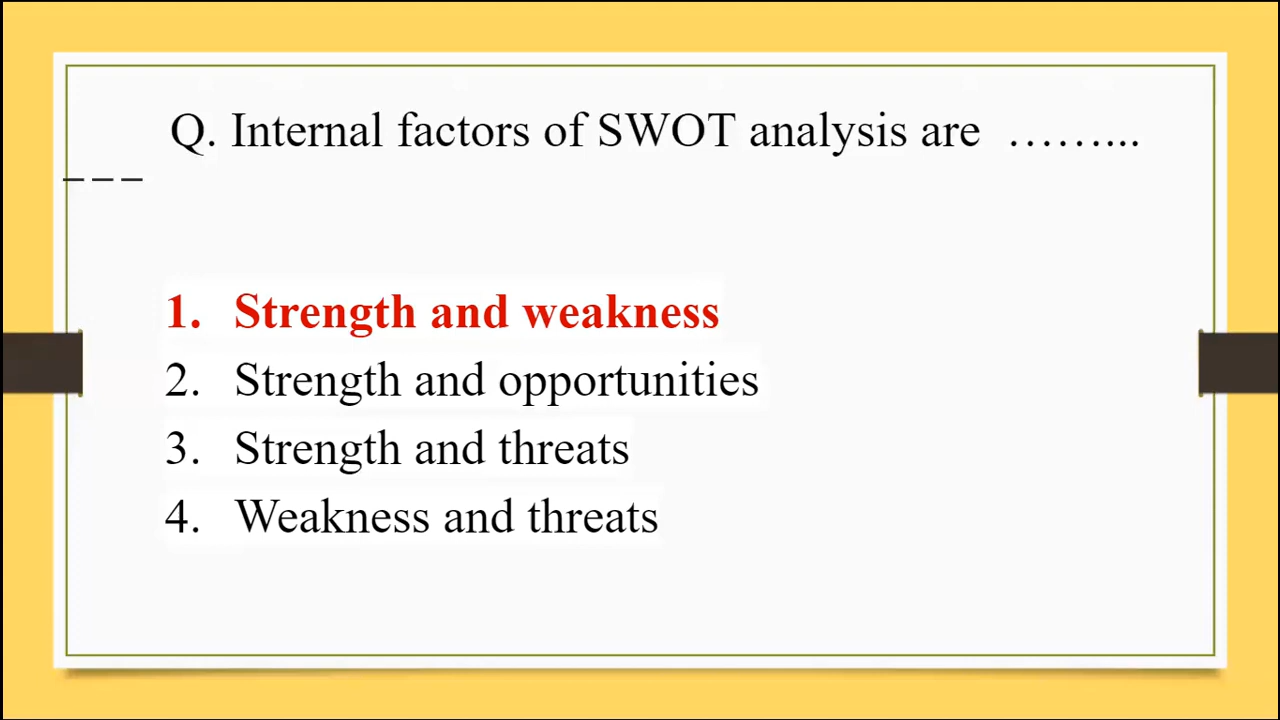 Q. Internal factors of SWOT analysis are ……...
– – –
1. Strength and weakness
2. Strength and opportunities
3. Strength and threats
4. Weakness and threats